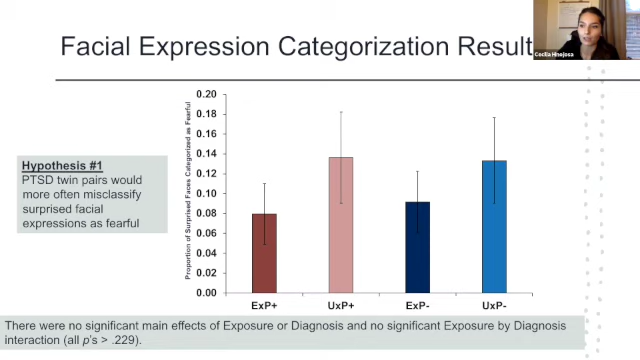 Facial Expression Categorization Result
Cecilia Hinojosa
Hypothesis #1
PTSD twin pairs would
more often misclassify
surprised facial
expressions as fearful
Proportion of Surprised Faces Categorized as Fearful
0.20
0.18
0.16
0.14
0.12
0.10
0.08
0.06
0.04
0.02
0.00
ExP+ UxP+ ExP- UxP-
There were no significant main effects of Exposure or Diagnosis and no significant Exposure by Diagnosis
interaction (all p's > .229).